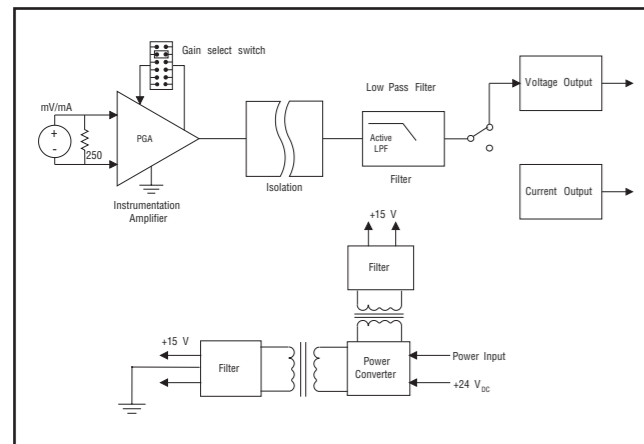 Gain select switch
mV/mA
+
-
250
PGA
Instrumentation
Amplifier
Isolation
Low Pass Filter
Active
LPF
Filter
Voltage Output
Current Output
+15 V
Filter
+15 V
Filter
Power
Converter
Power Input
+24 V DC